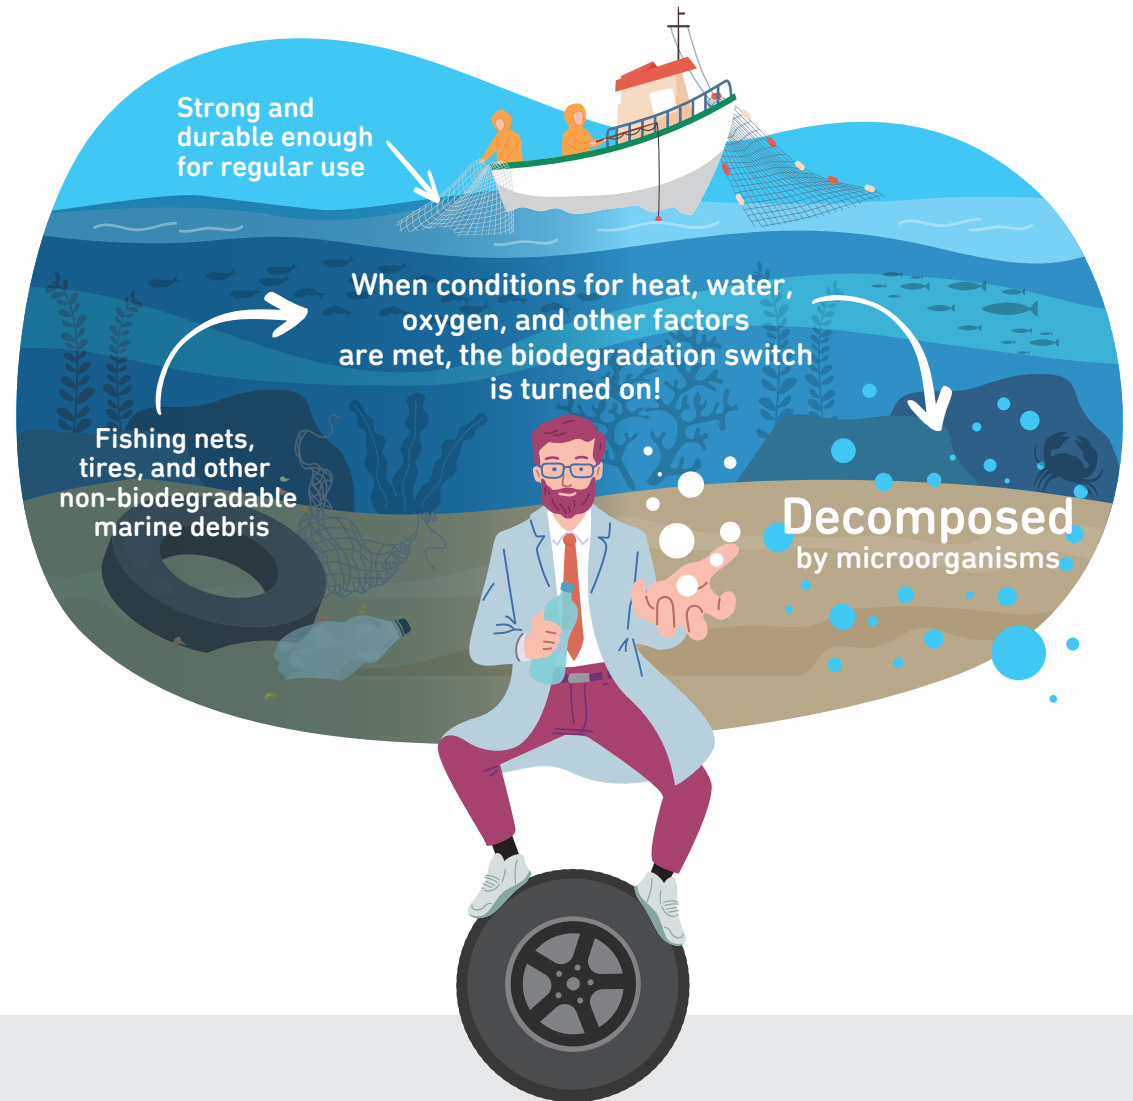 Strong and
durable enough
for regular use
When conditions for heat, water,
oxygen, and other factors
are met, the biodegradation switch
is turned on!
Fishing nets,
tires, and other
non-biodegradable
marine debris
Decomposed
by microorganisms